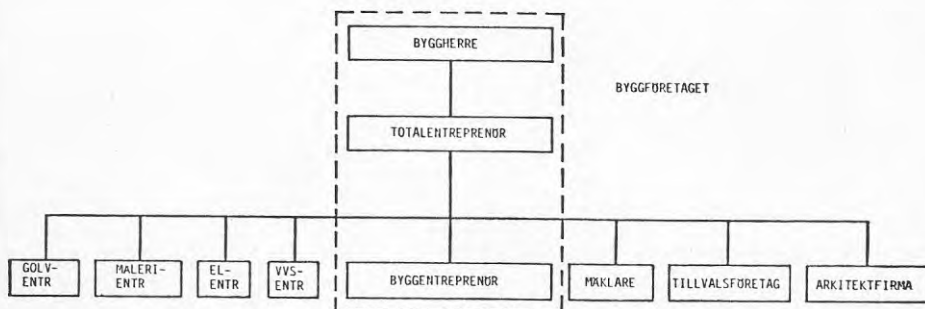 BYGGHERRE
BYGGFÖRETAGET
TOTALENTREPRENÖR
GOLV-
ENTR
MALERI-
ENTR
EL-
ENTR
VVS-
ENTR
BYGGENTREPRENÖR
MÄKLARE
TILLVALSFÖRETAG
ARKITEKTFIRMA